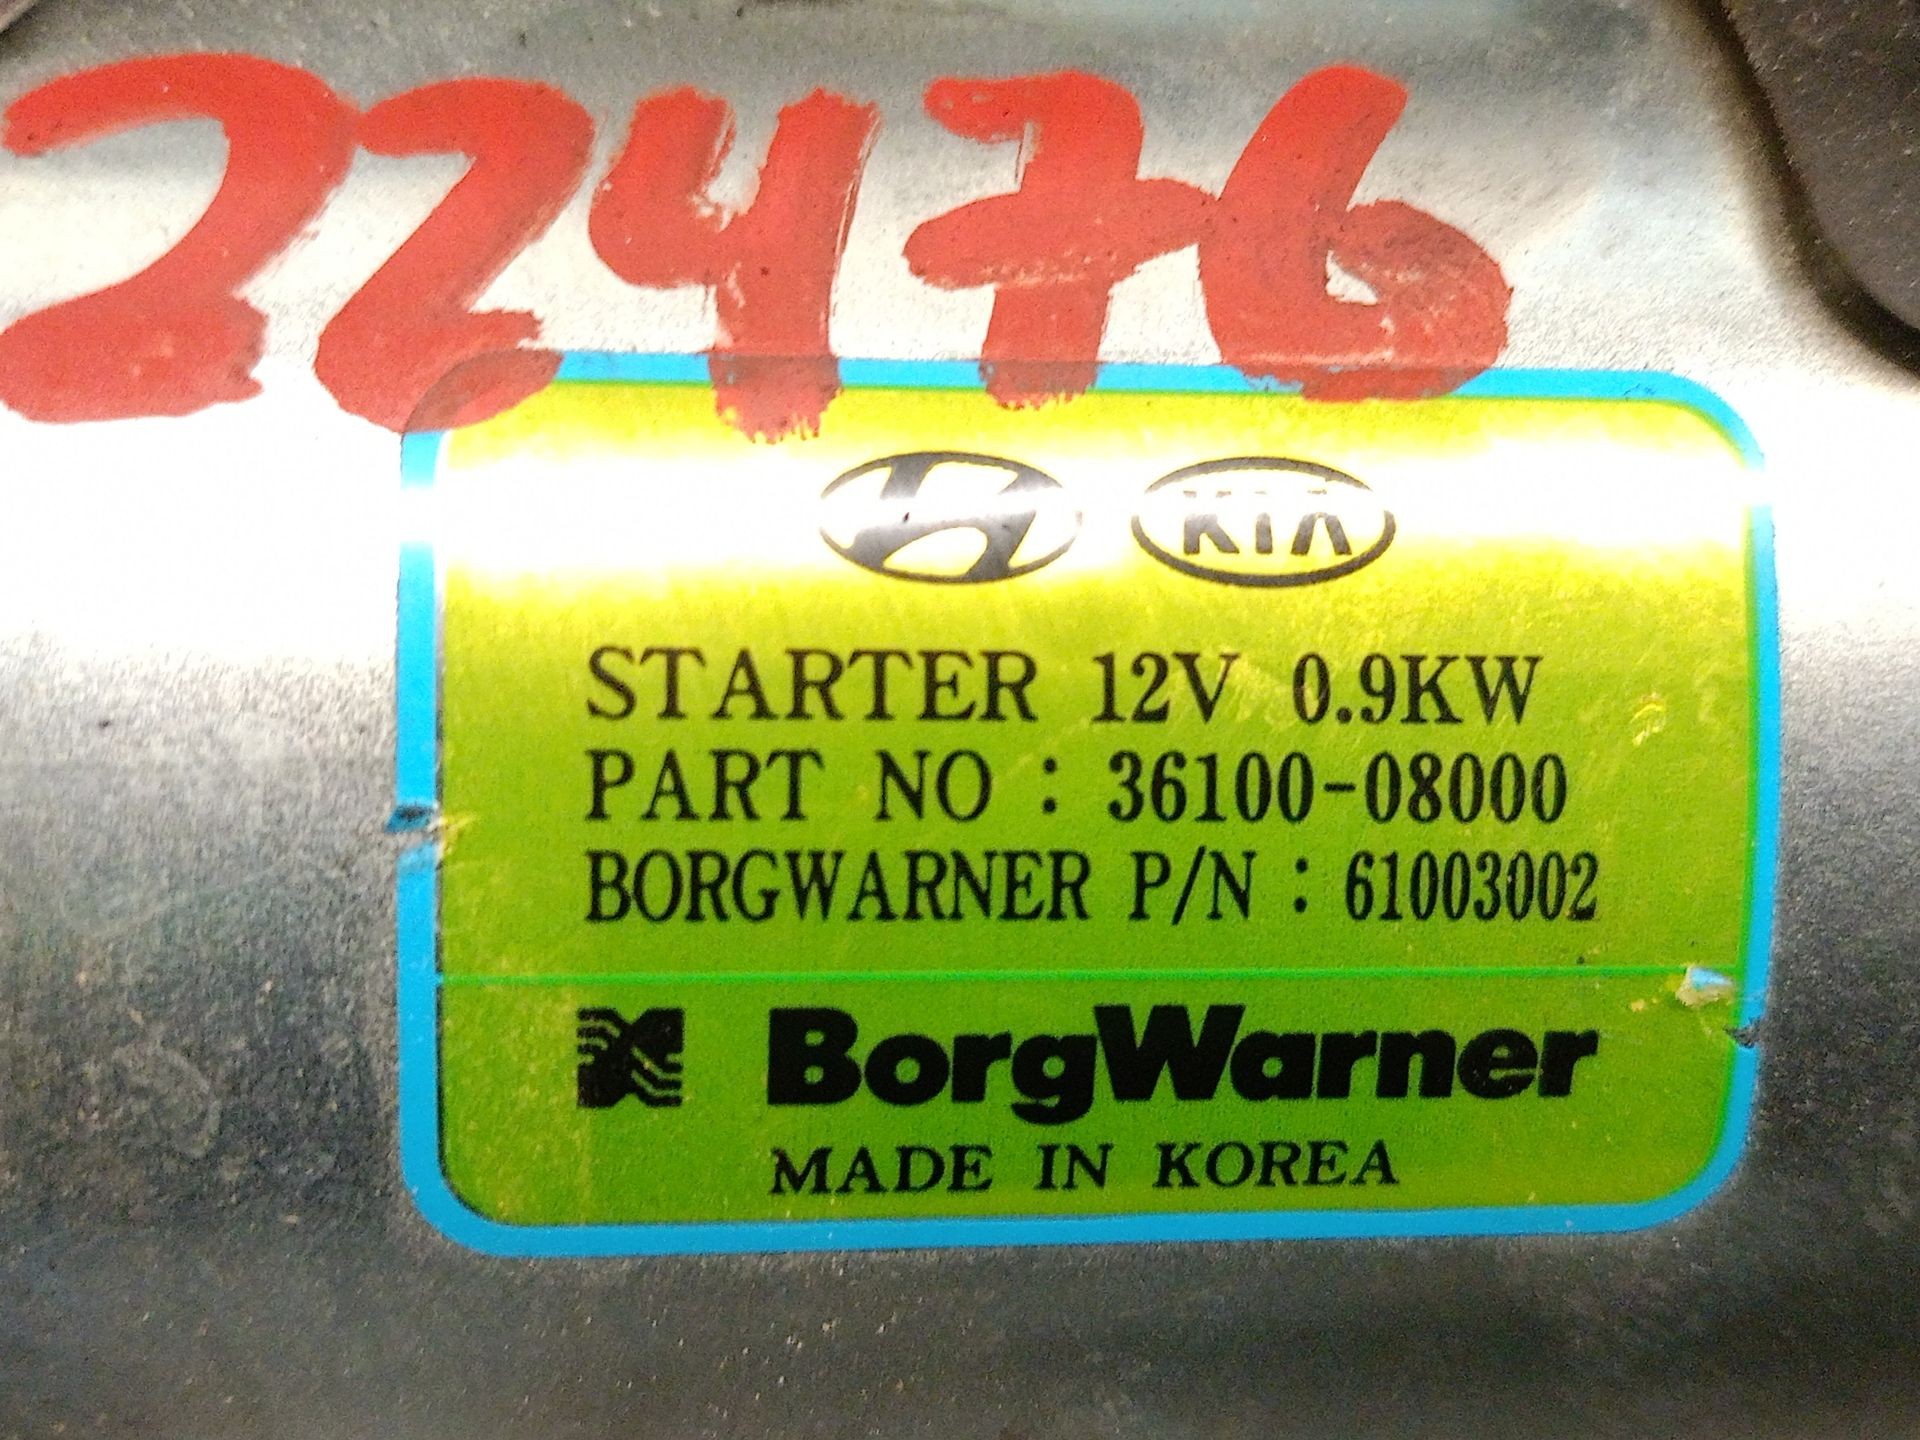 22476
KIA
STARTER 12V 0.9KW
PART NO : 36100-08000
BORGWARNER P/N : 61003002
BorgWarner
MADE IN KOREA